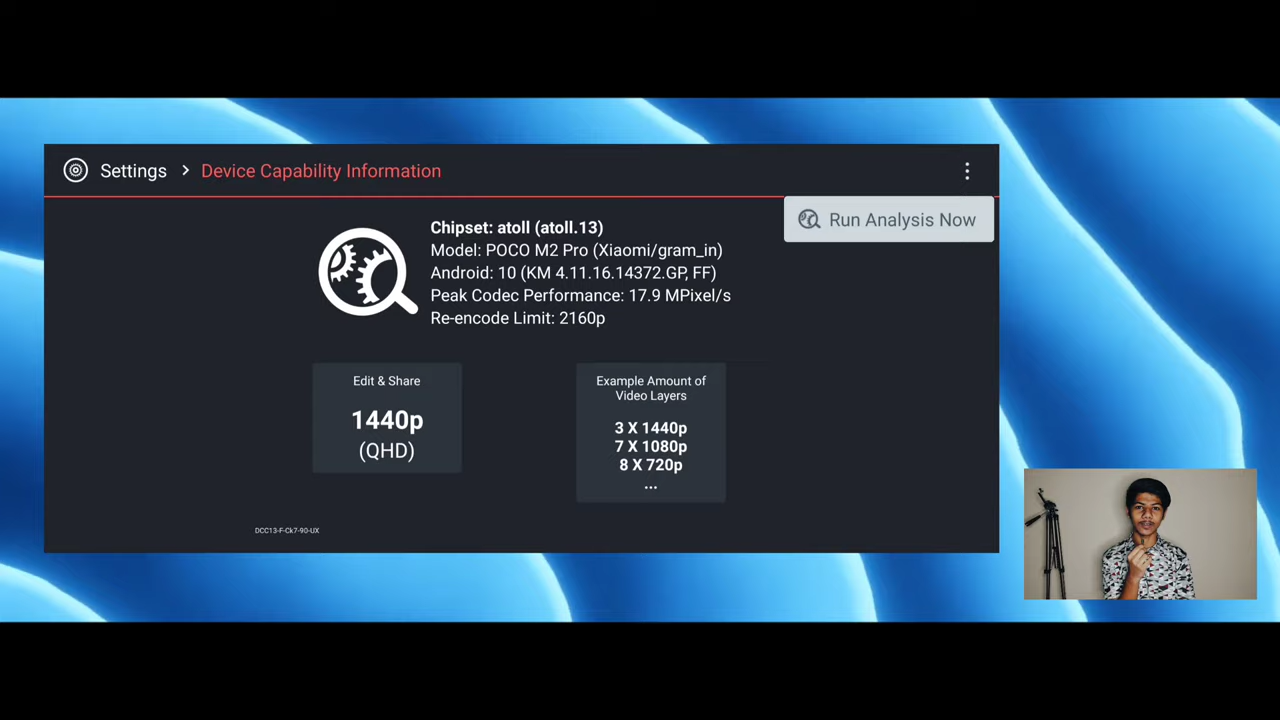 Settings > Device Capability Information
Run Analysis Now
Chipset: atoll (atoll.13)
Model: POCO M2 Pro (Xiaomi/gram_in)
Android: 10 (KM 4.11.16.14372.GP, FF)
Peak Codec Performance: 17.9 MPixel/s
Re-encode Limit: 2160p
Edit & Share
1440p
(QHD)
Example Amount of
Video Layers
3 X 1440p
7 X 1080p
8 X 720p
...
DCC13-F-Ck7-90-UX